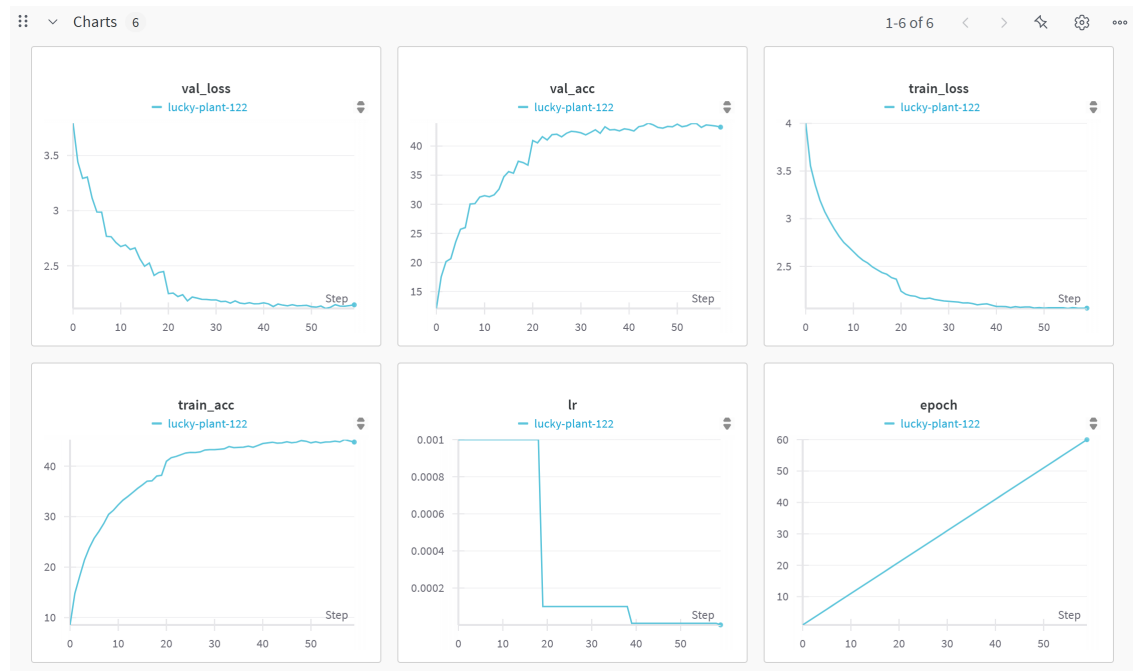 Charts 6
1-6 of 6
val_loss
lucky-plant-122
3.5
3
2.5
Step
0 10 20 30 40 50
val_acc
lucky-plant-122
40
35
30
25
20
15
Step
0 10 20 30 40 50
train_loss
lucky-plant-122
4
3.5
3
2.5
Step
0 10 20 30 40 50
train_acc
lucky-plant-122
40
30
20
10
Step
0 10 20 30 40 50
lr
lucky-plant-122
0.001
0.0008
0.0006
0.0004
0.0002
Step
0 10 20 30 40 50
epoch
lucky-plant-122
60
50
40
30
20
10
Step
0 10 20 30 40 50